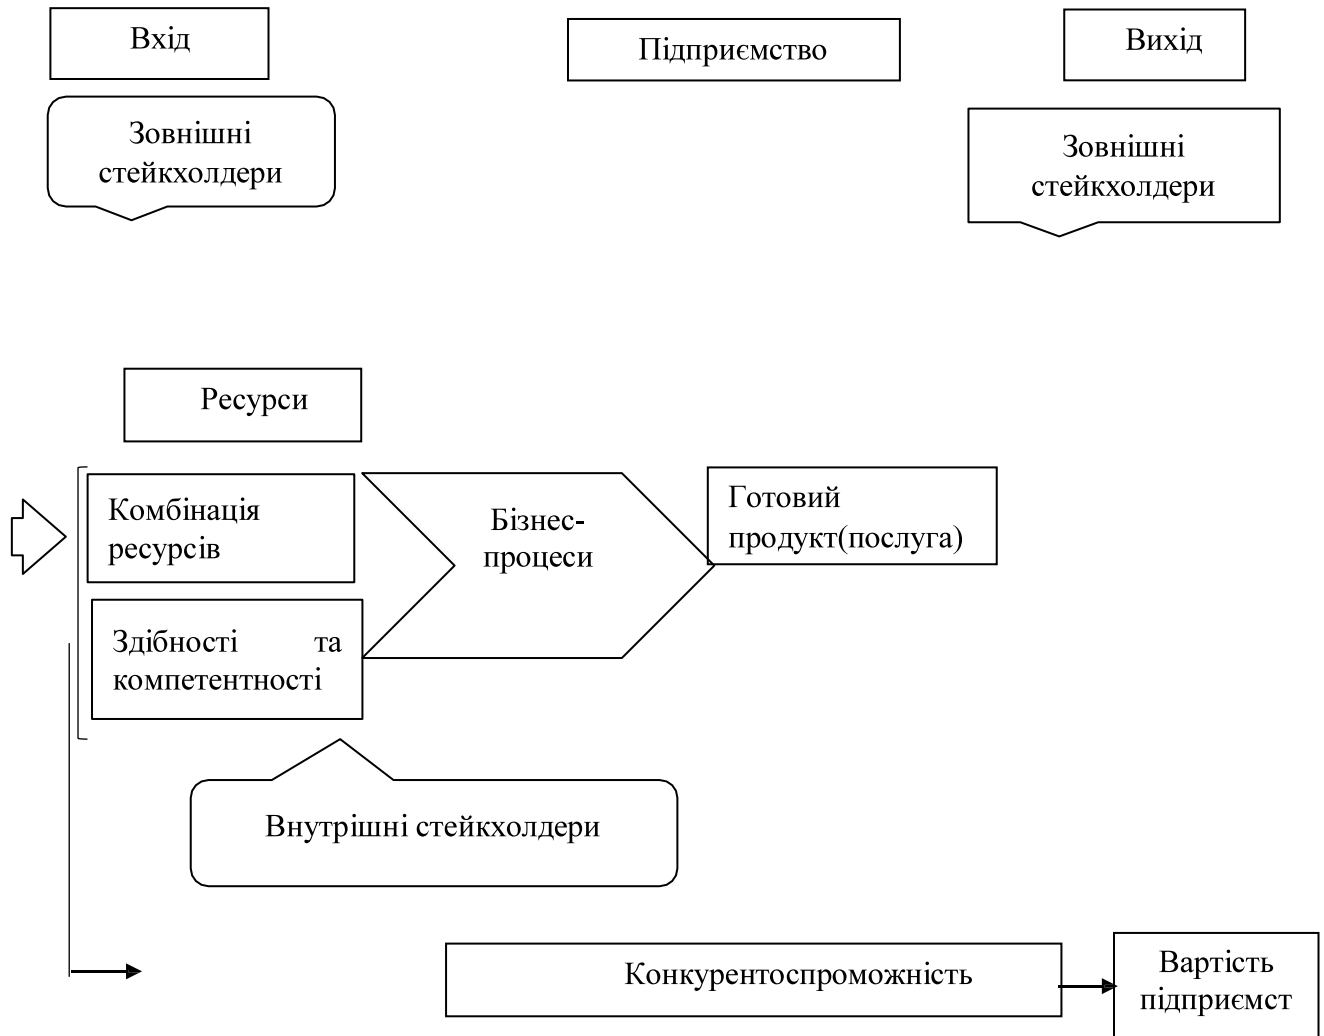 Вхід
Підприємство
Вихід
Зовнішні
стейкхолдери
Зовнішні
стейкхолдери
Ресурси
Комбінація
ресурсів
Бізнес-
процеси
Готовий
продукт(послуга)
Здібності та
компетентності
Внутрішні стейкхолдери
Конкурентоспроможність
Вартість
підприємст